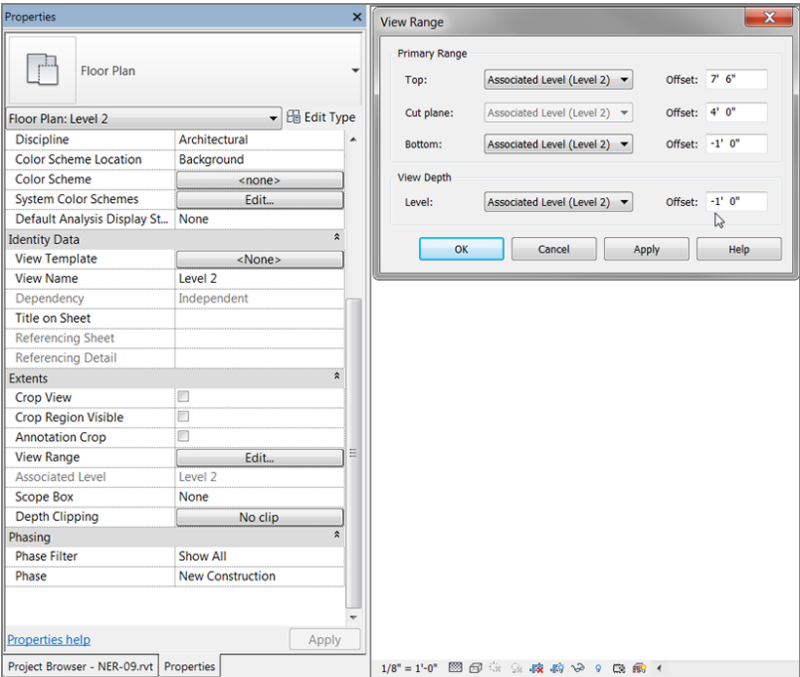 Properties
Floor Plan
Floor Plan: Level 2 Edit Type
Discipline Architectural
Color Scheme Location Background
Color Scheme <none>
System Color Schemes Edit...
Default Analysis Display St... None
Identity Data
View Template <None>
View Name Level 2
Dependency Independent
Title on Sheet
Referencing Sheet
Referencing Detail
Extents
Crop View
Crop Region Visible
Annotation Crop
View Range Edit...
Associated Level Level 2
Scope Box None
Depth Clipping No clip
Phasing
Phase Filter Show All
Phase New Construction
Properties help Apply
Project Browser - NER-09.rvt Properties
View Range
Primary Range
Top: Associated Level (Level 2) Offset: 7' 6"
Cut plane: Associated Level (Level 2) Offset: 4' 0"
Bottom: Associated Level (Level 2) Offset: -1' 0"
View Depth
Level: Associated Level (Level 2) Offset: -1' 0"
OK Cancel Apply Help
1/8" = 1'-0"